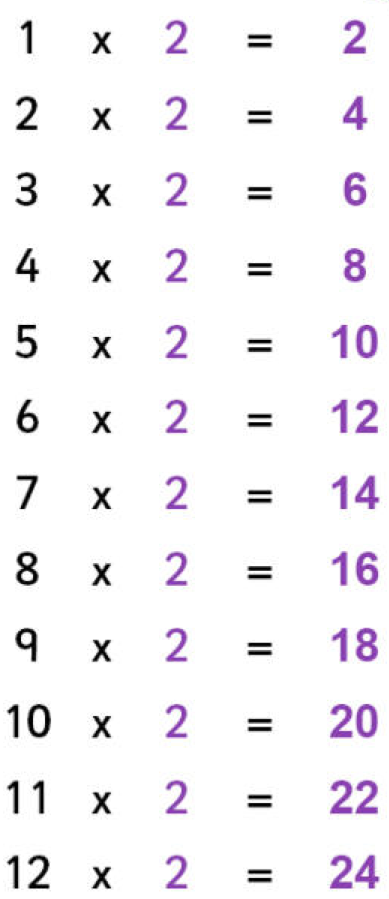 1 x 2 = 2
2 x 2 = 4
3 x 2 = 6
4 x 2 = 8
5 x 2 = 10
6 x 2 = 12
7 x 2 = 14
8 x 2 = 16
9 x 2 = 18
10 x 2 = 20
11 x 2 = 22
12 x 2 = 24